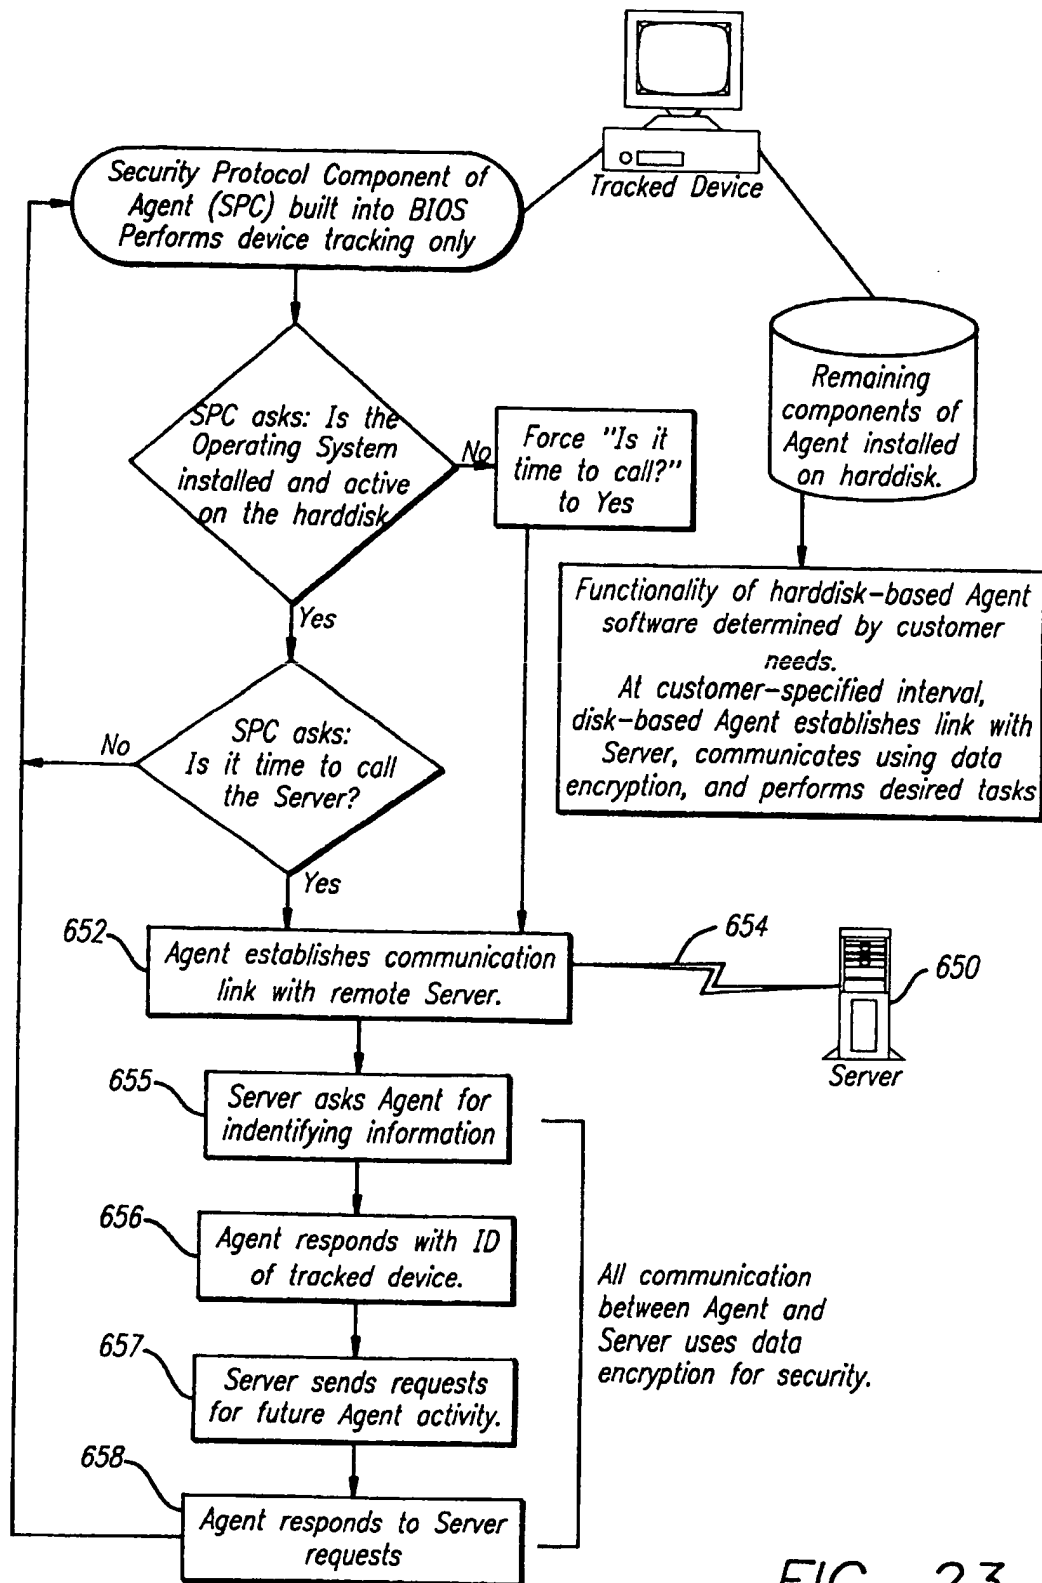 Tracked Device
Security Protocol Component of
Agent (SPC) built into BIOS
Performs device tracking only
Remaining
components of
Agent installed
on harddisk.
SPC asks: Is the
Operating System
installed and active
on the harddisk
No
Force "Is it
time to call?"
to Yes
Yes
Functionality of harddisk-based Agent
software determined by customer
needs.
At customer-specified interval,
disk-based Agent establishes link with
Server, communicates using data
encryption, and performs desired tasks
SPC asks:
Is it time to call
the Server?
No
Yes
652
Agent establishes communication
link with remote Server.
654
650
Server
655
Server asks Agent for
indentifying information
656
Agent responds with ID
of tracked device.
All communication
between Agent and
Server uses data
encryption for security.
657
Server sends requests
for future Agent activity.
658
Agent responds to Server
requests
FIG. 23